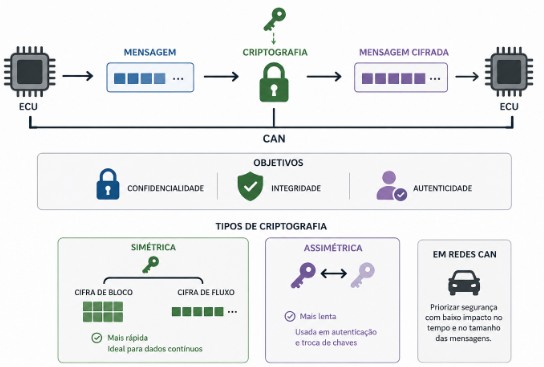 MENSAGEM
CRIPTOGRAFIA
MENSAGEM CIFRADA
...
...
ECU
ECU
CAN
OBJETIVOS
CONFIDENCIALIDADE
INTEGRIDADE
AUTENTICIDADE
TIPOS DE CRIPTOGRAFIA
SIMÉTRICA
CIFRA DE BLOCO
CIFRA DE FLUXO
...
Mais rápida
Ideal para dados contínuos
ASSIMÉTRICA
Mais lenta
Usada em autenticação
e troca de chaves
EM REDES CAN
Priorizar segurança
com baixo impacto no
tempo e no tamanho
das mensagens.